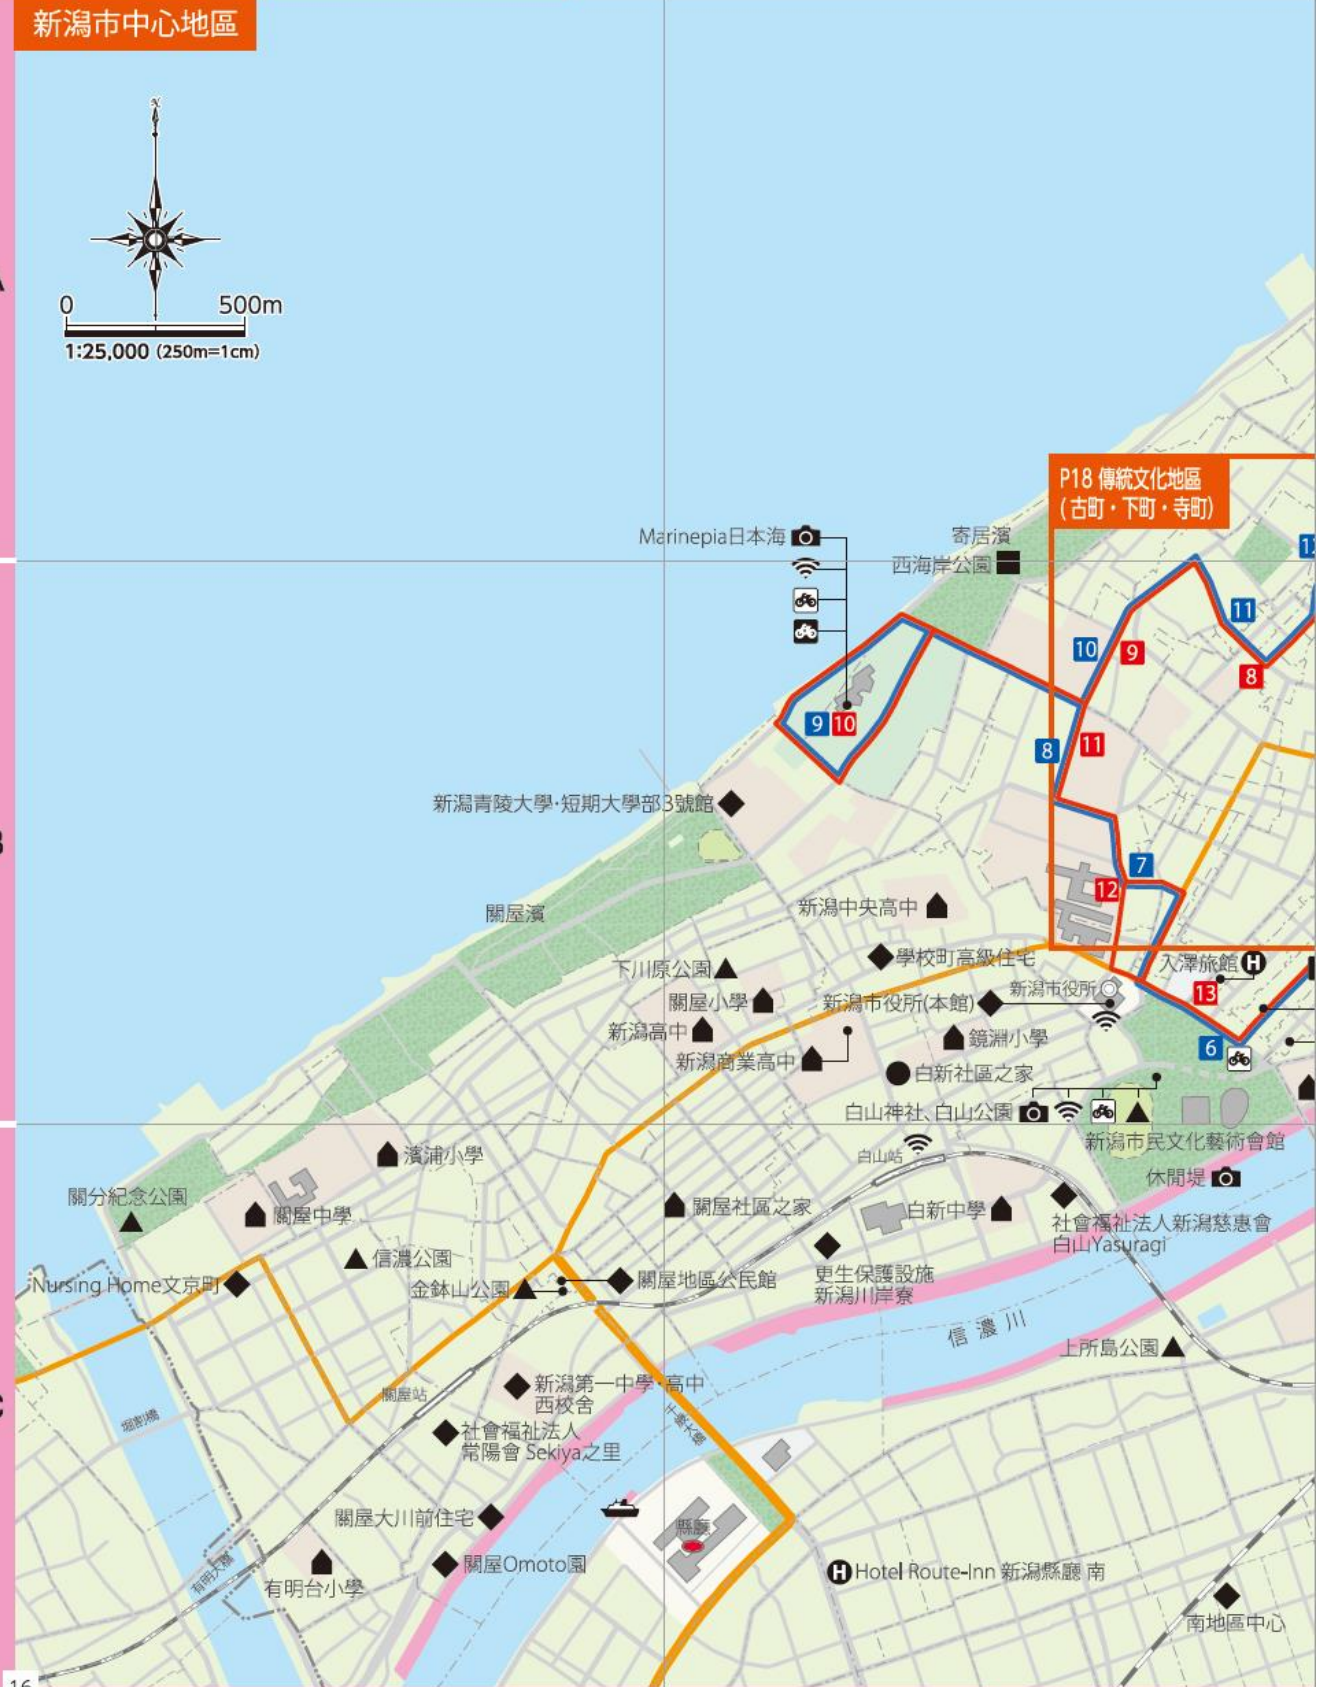 新潟市中心地區
A
0 500m
1:25,000 (250m=1cm)
P18 傳統文化地區
(古町・下町・寺町)
Marinepia日本海
寄居濱
西海岸公園
11
10
9
8
9 10
8
11
新潟青陵大學·短期大學部3號館
B
7
12
關屋濱
新潟中央高中
學校町高級住宅
下川原公園
入澤旅館 H
13
關屋小學
新潟市役所(本館)
新潟市役所
新潟高中
鏡淵小學
6
新潟商業高中
白新社區之家
白山神社、白山公園
新潟市民文化藝術會館
白山站
濱浦小學
休閒堤
關分紀念公園
關屋中學
關屋社區之家
白新中學
社會福祉法人新潟慈惠會
白山Yasuragi
信濃公園
更生保護設施
新潟川岸寮
Nursing Home文京町
金鉢山公園
關屋地區公民館
信濃川
上所島公園
C
關屋站
新潟第一中學·高中
西校舍
堀割橋
千歲大橋
社會福祉法人
常陽會 Sekiya之里
關屋大川前住宅
縣廳
關屋Omoto園
有明大橋
有明台小學
H Hotel Route-Inn 新潟縣廳 南
南地區中心
16